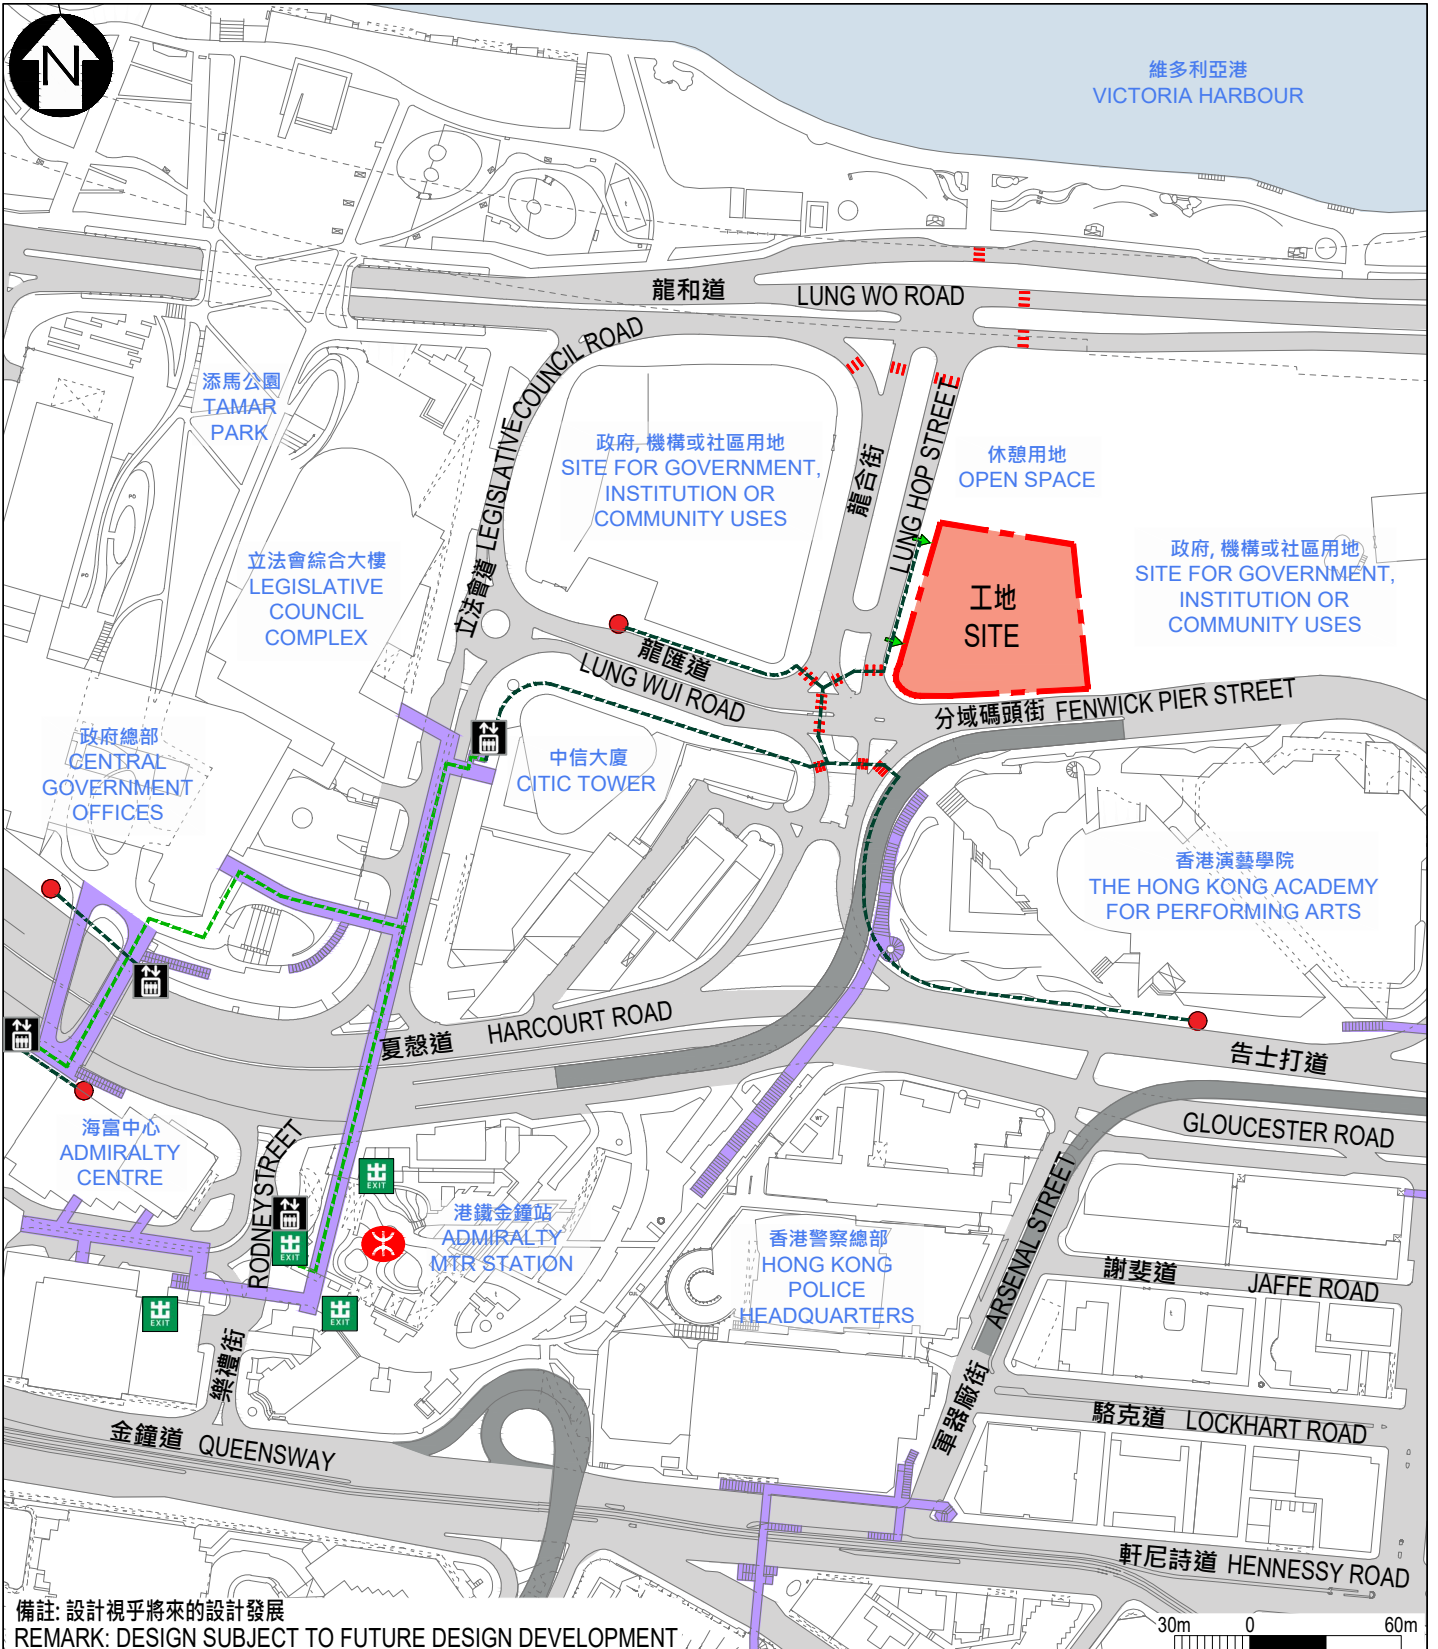 N
維多利亞港
VICTORIA HARBOUR
龍和道 LUNG WO ROAD
立法會道 LEGISLATIVE COUNCIL ROAD
添馬公園
TAMAR
PARK
政府, 機構或社區用地
SITE FOR GOVERNMENT,
INSTITUTION OR
COMMUNITY USES
龍合街
LUNG HOP STREET
休憩用地
OPEN SPACE
立法會綜合大樓
LEGISLATIVE
COUNCIL
COMPLEX
政府, 機構或社區用地
SITE FOR GOVERNMENT,
INSTITUTION OR
COMMUNITY USES
工地
SITE
龍匯道
LUNG WUI ROAD
分域碼頭街 FENWICK PIER STREET
政府總部
CENTRAL
GOVERNMENT
OFFICES
中信大廈
CITIC TOWER
香港演藝學院
THE HONG KONG ACADEMY
FOR PERFORMING ARTS
夏慤道 HARCOURT ROAD
告士打道
GLOUCESTER ROAD
海富中心
ADMIRALTY
CENTRE
RODNEY STREET
樂禮街
出
EXIT
出
EXIT
出
EXIT
出
EXIT
港鐵金鐘站
ADMIRALTY
MTR STATION
香港警察總部
HONG KONG
POLICE
HEADQUARTERS
ARSENAL STREET
軍器廠街
謝斐道 JAFFE ROAD
駱克道 LOCKHART ROAD
金鐘道 QUEENSWAY
軒尼詩道 HENNESSY ROAD
備註: 設計視乎將來的設計發展
REMARK: DESIGN SUBJECT TO FUTURE DESIGN DEVELOPMENT
30m 0 60m